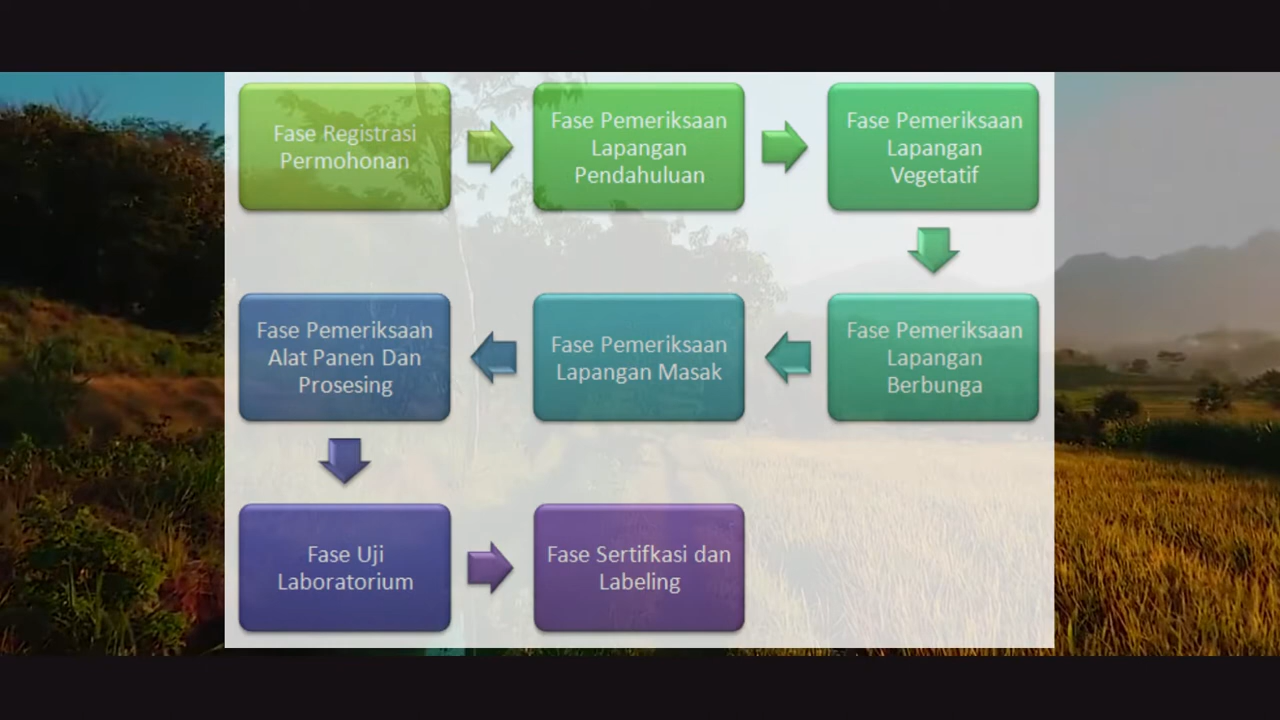 Fase Registrasi
Permohonan
Fase Pemeriksaan
Lapangan
Pendahuluan
Fase Pemeriksaan
Lapangan
Vegetatif
Fase Pemeriksaan
Lapangan
Berbunga
Fase Pemeriksaan
Lapangan Masak
Fase Pemeriksaan
Alat Panen Dan
Prosesing
Fase Uji
Laboratorium
Fase Sertifkasi dan
Labeling